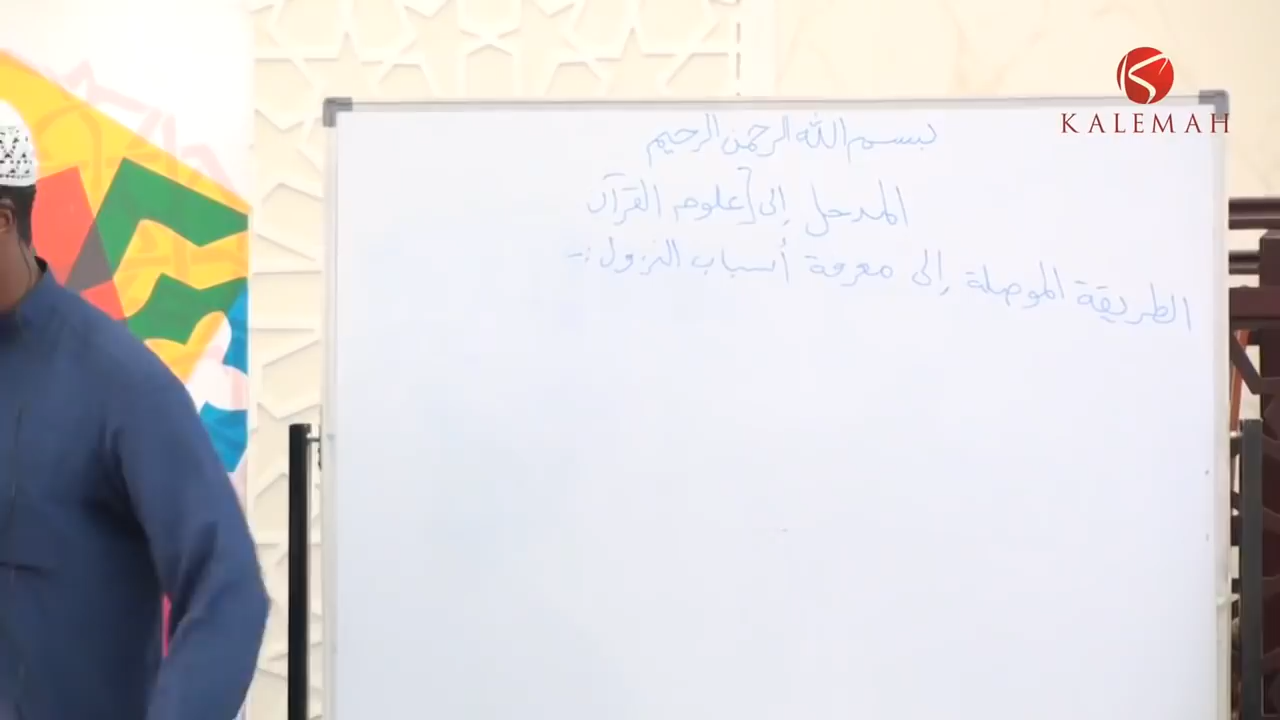 KALEMAH
بسم الله الرحمن الرحيم
المدخل إلى علوم القرآن
الطريقة الموصلة إلى معرفة أسباب النزول :-